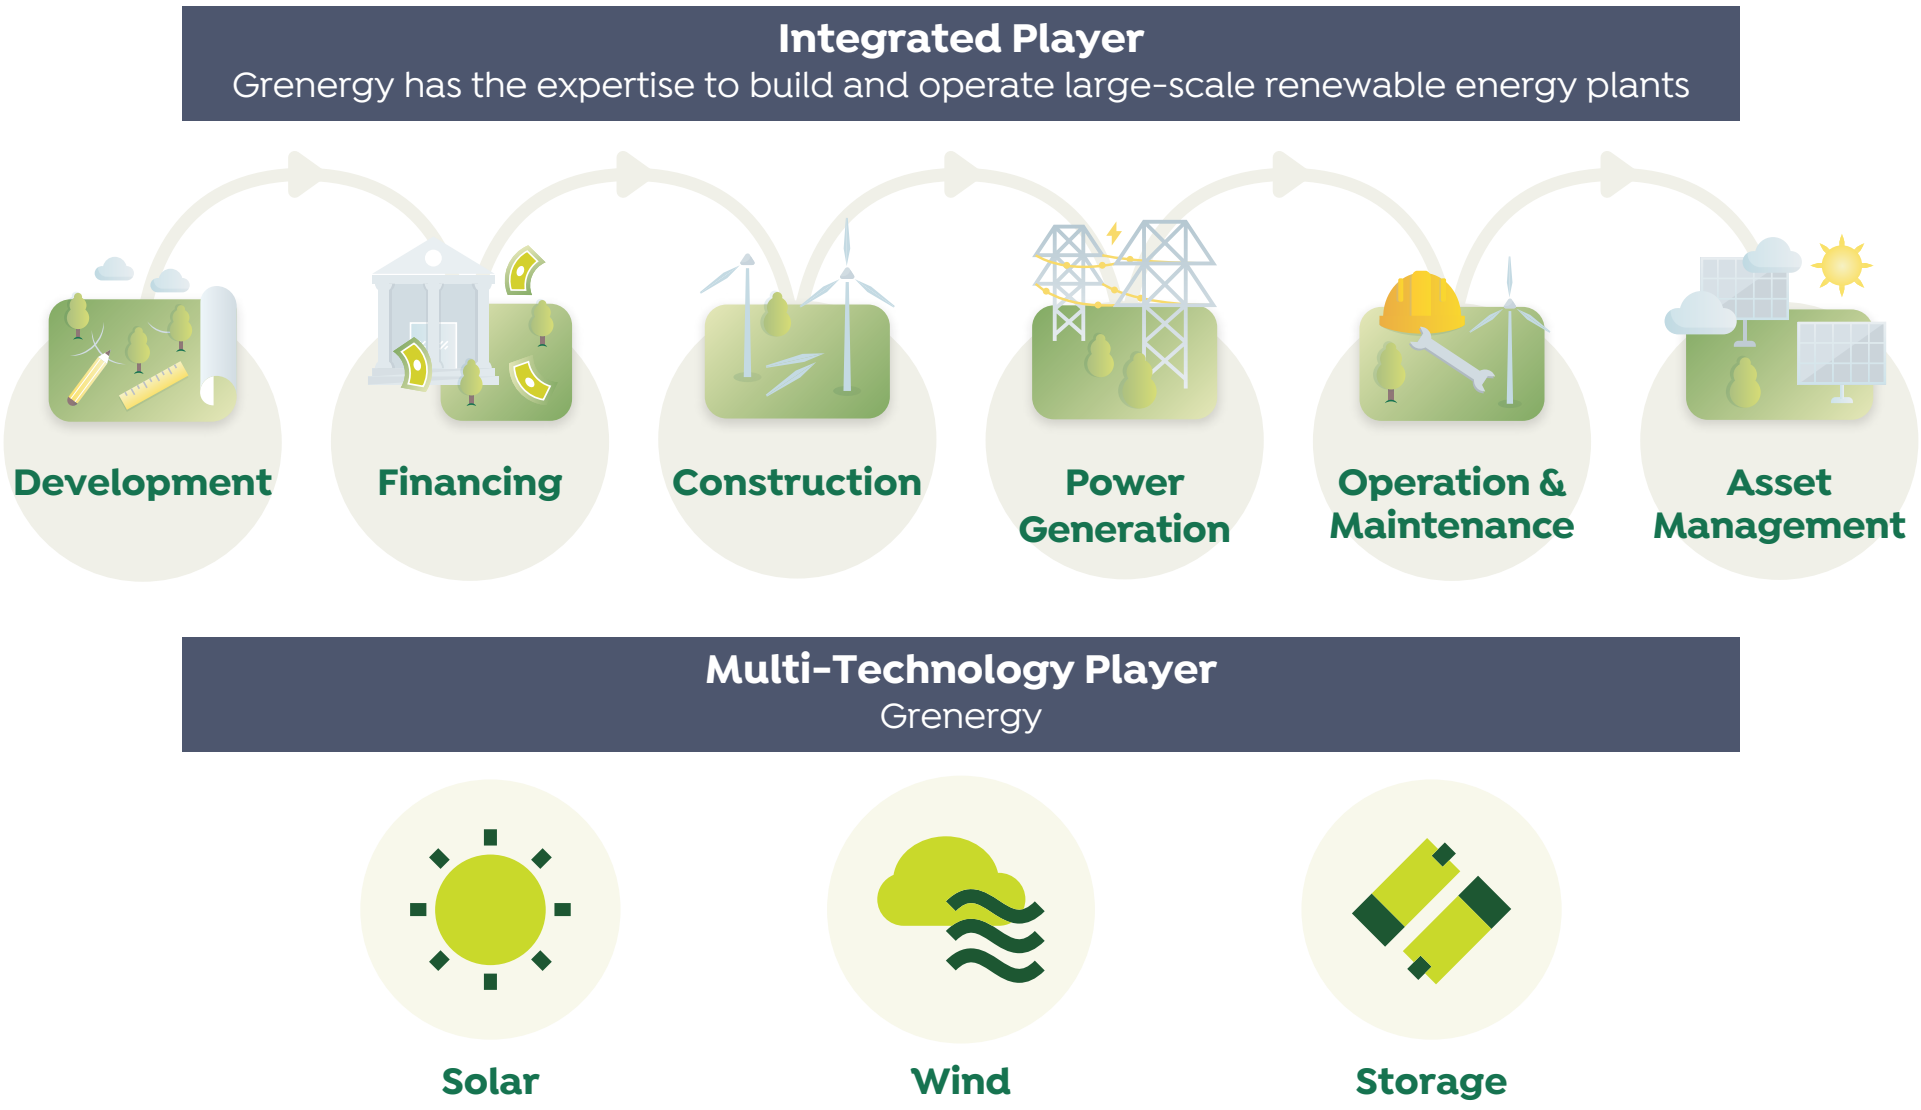 Integrated Player
Grenergy has the expertise to build and operate large-scale renewable energy plants
Development
Financing
Construction
Power
Generation
Operation &
Maintenance
Asset
Management
Multi-Technology Player
Grenergy
Solar
Wind
Storage